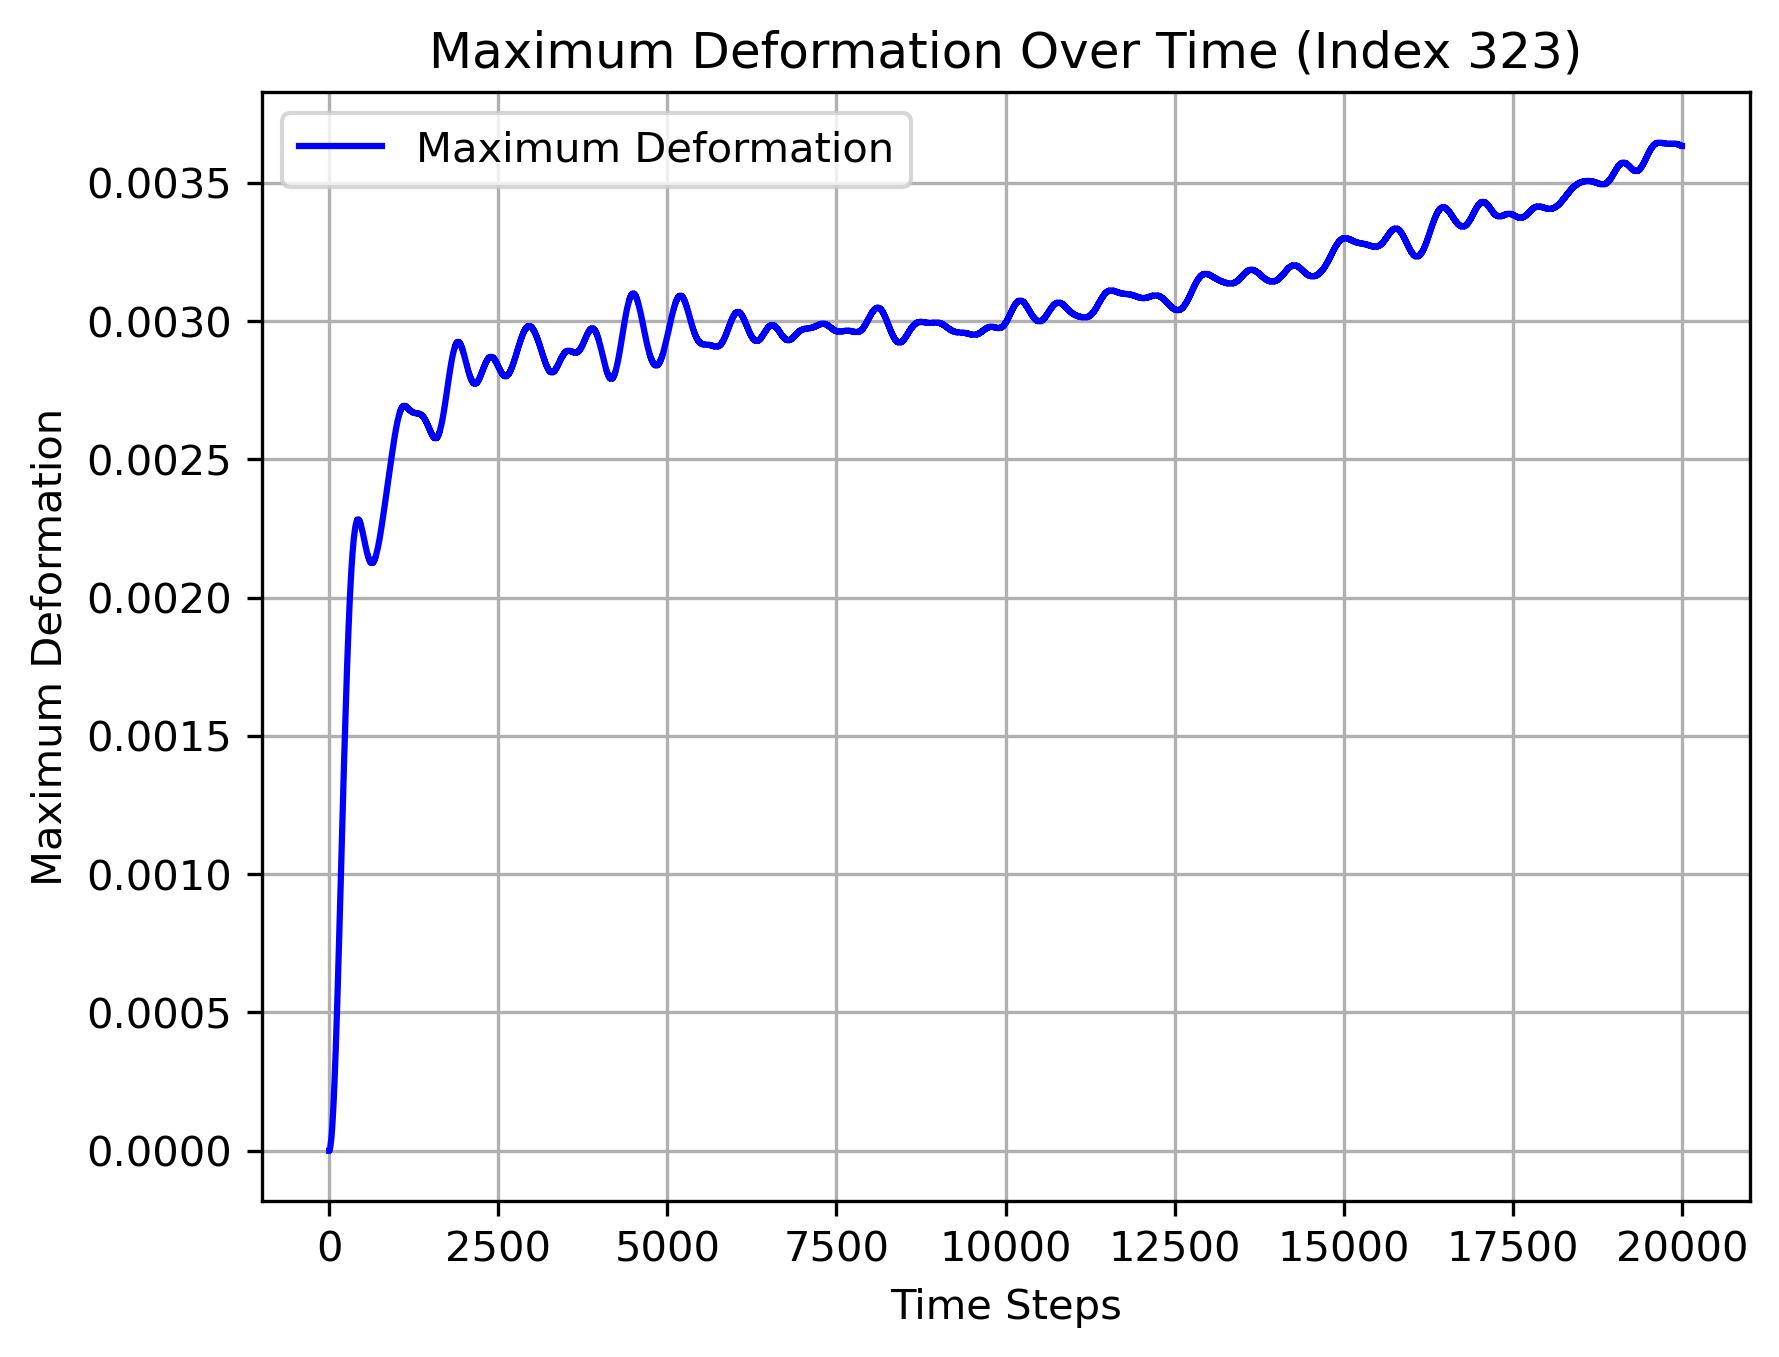 Maximum Deformation Over Time (Index 323)
Maximum Deformation
Maximum Deformation
0.0035
0.0030
0.0025
0.0020
0.0015
0.0010
0.0005
0.0000
0 2500 5000 7500 10000 12500 15000 17500 20000
Time Steps